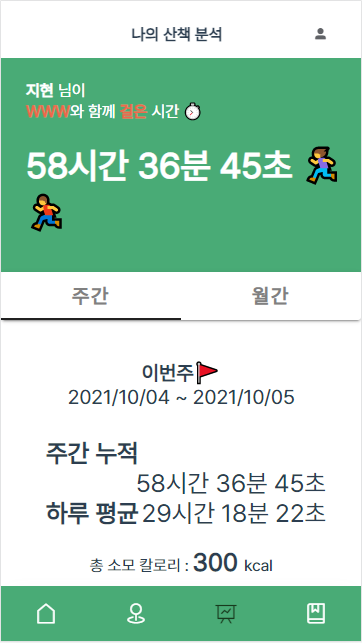 나의 산책 분석
지현 님이
WWW와 함께 걸은 시간
58시간 36분 45초
주간 월간
이번주
2021/10/04 ~ 2021/10/05
주간 누적
58시간 36분 45초
하루 평균 29시간 18분 22초
총 소모 칼로리 : 300 kcal